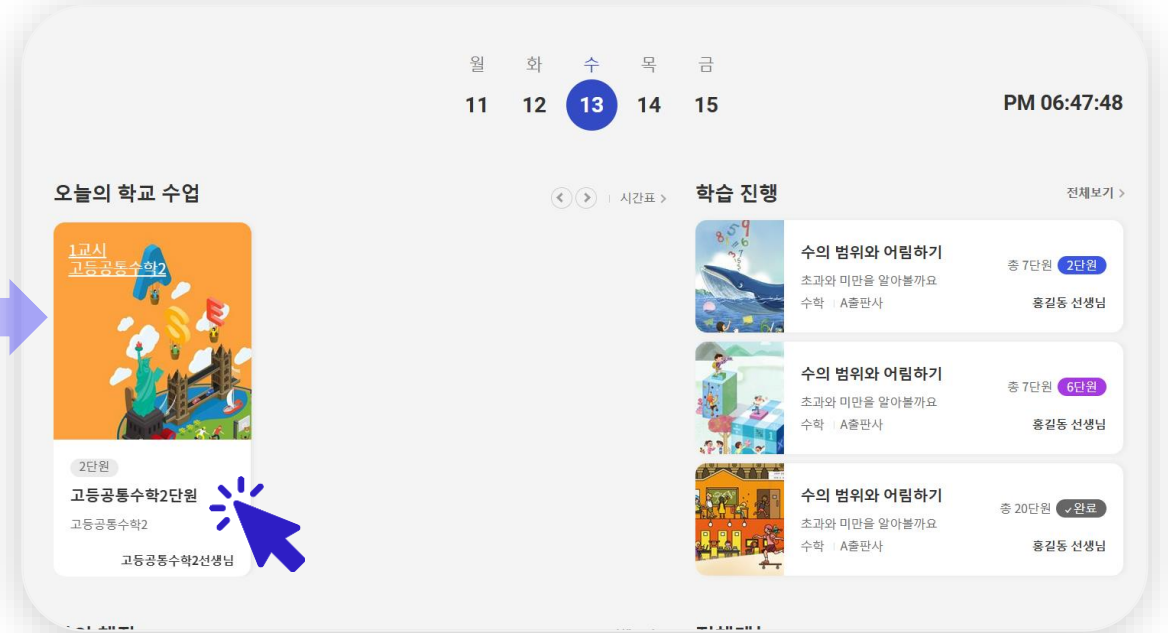 월 화 수 목 금
11 12 13 14 15
PM 06:47:48
오늘의 학교 수업
시간표 >
1교시
고등공통수학2
2단원
고등공통수학2단원
고등공통수학2
고등공통수학2선생님
학습 진행
전체보기 >
수의 범위와 어림하기
초과와 미만을 알아볼까요
수학 | A출판사
총 7단원 2단원
홍길동 선생님
수의 범위와 어림하기
초과와 미만을 알아볼까요
수학 | A출판사
총 7단원 6단원
홍길동 선생님
수의 범위와 어림하기
초과와 미만을 알아볼까요
수학 | A출판사
총 20단원 ✓완료
홍길동 선생님